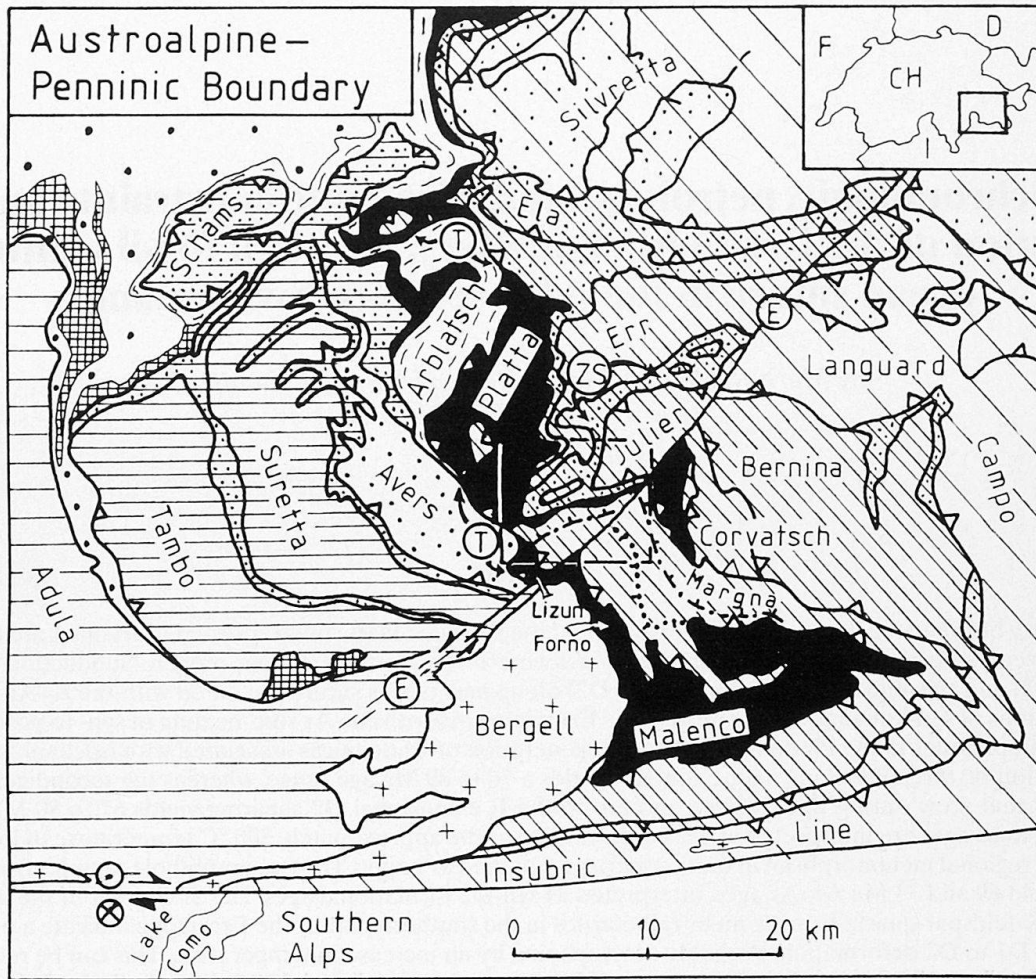 Austroalpine–
Penninic Boundary
F
D
CH
I
Silvretta
Ela
Schams
T
Arblatsch
Platta
Err
ZS
E
Languard
Julier
Bernina
Campo
Corvatsch
Margna
Avers
Suretta
Tambo
Adula
T
Lizun
Forno
E
Bergell
Malenco
Insubric
Line
Lake
Como
Southern
Alps
0 10 20 km